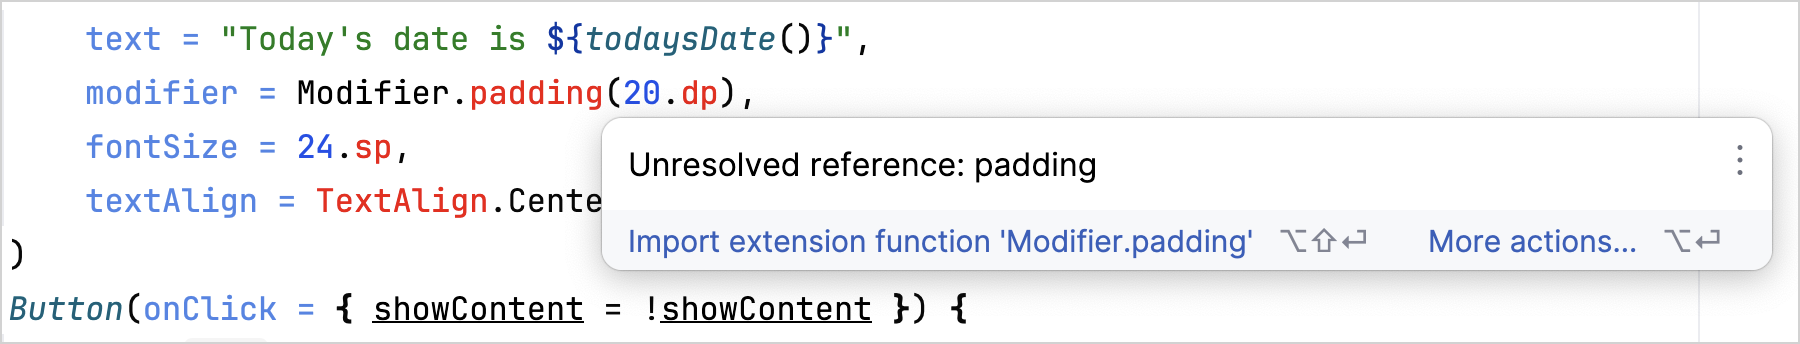 text = "Today's date is ${todaysDate()}",
modifier = Modifier.padding(20.dp),
fontSize = 24.sp,
textAlign = TextAlign.Cente
)
Button(onClick = { showContent = !showContent }) {
Unresolved reference: padding
Import extension function 'Modifier.padding' ⌥⇧↩ More actions... ⌥↩